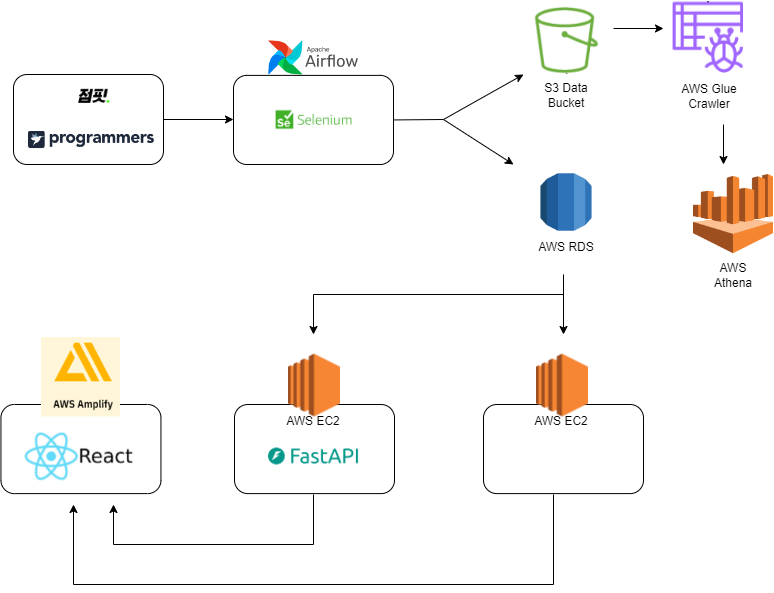 점핏!
programmers
Apache
Airflow
Se Selenium
S3 Data
Bucket
AWS Glue
Crawler
AWS RDS
AWS
Athena
AWS Amplify
React
AWS EC2
FastAPI
AWS EC2